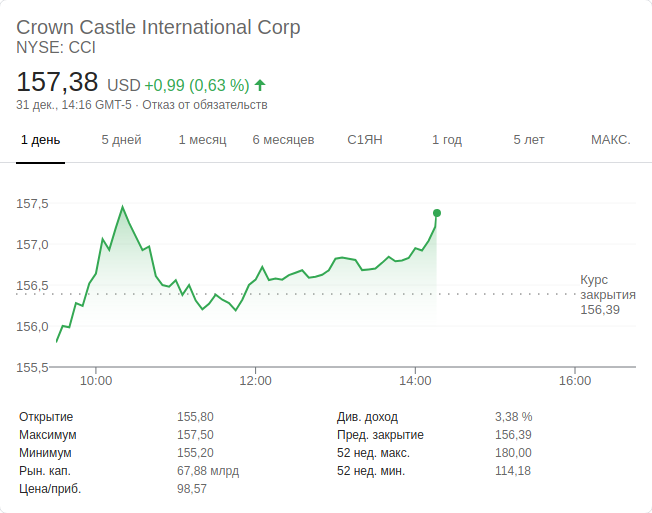 Crown Castle International Corp
NYSE: CCI
157,38 USD +0,99 (0,63 %)
31 дек., 14:16 GMT-5 · Отказ от обязательств
1 день 5 дней 1 месяц 6 месяцев С1ЯН 1 год 5 лет МАКС.
157,5
157,0
156,5
156,0
155,5
Курс
закрытия
156,39
10:00 12:00 14:00 16:00
Открытие 155,80 Див. доход 3,38 %
Максимум 157,50 Пред. закрытие 156,39
Минимум 155,20 52 нед. макс. 180,00
Рын. кап. 67,88 млрд 52 нед. мин. 114,18
Цена/приб. 98,57